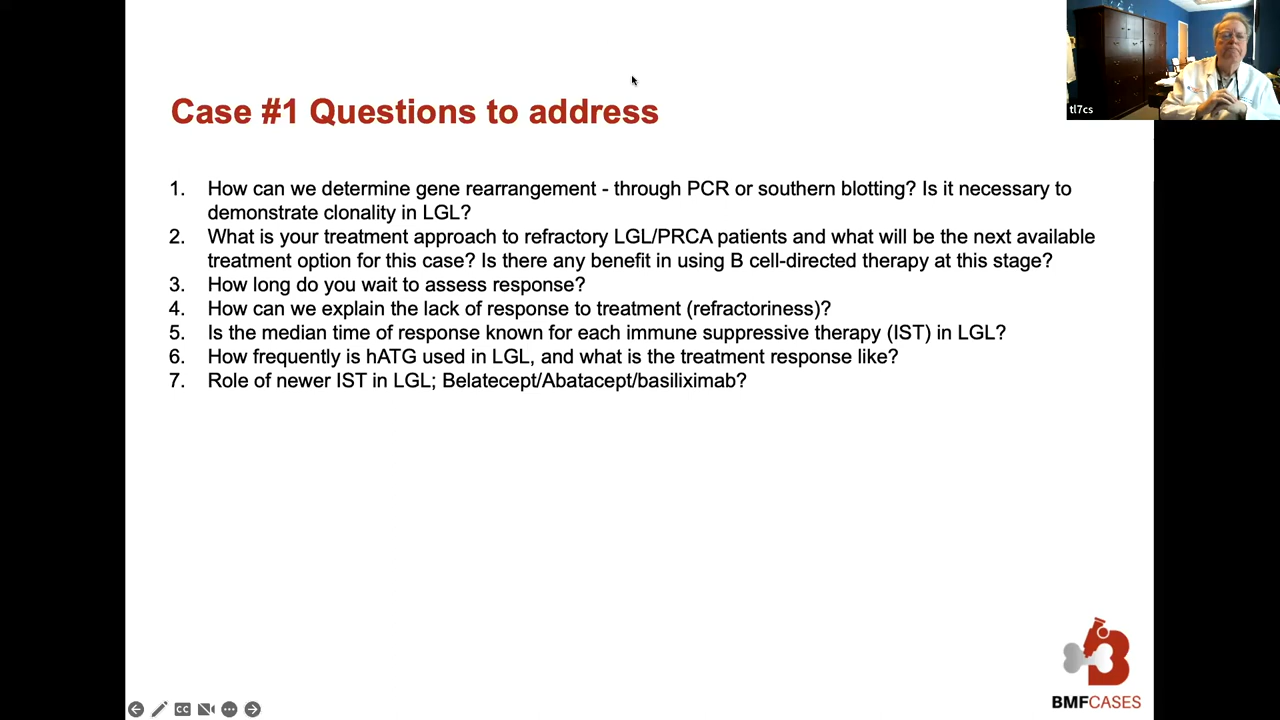 tl7cs
Case #1 Questions to address
1. How can we determine gene rearrangement - through PCR or southern blotting? Is it necessary to
demonstrate clonality in LGL?
2. What is your treatment approach to refractory LGL/PRCA patients and what will be the next available
treatment option for this case? Is there any benefit in using B cell-directed therapy at this stage?
3. How long do you wait to assess response?
4. How can we explain the lack of response to treatment (refractoriness)?
5. Is the median time of response known for each immune suppressive therapy (IST) in LGL?
6. How frequently is hATG used in LGL, and what is the treatment response like?
7. Role of newer IST in LGL; Belatecept/Abatacept/basiliximab?
B
BMFCASES
CC